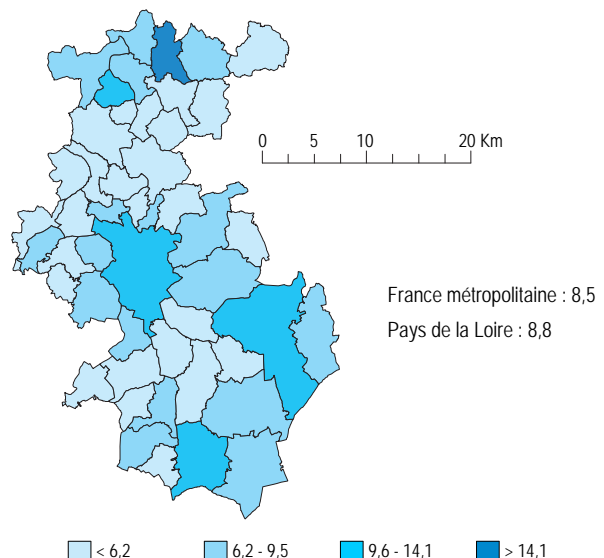 0 5 10 20 Km
France métropolitaine : 8,5
Pays de la Loire : 8,8
< 6,2 6,2 - 9,5 9,6 - 14,1 > 14,1